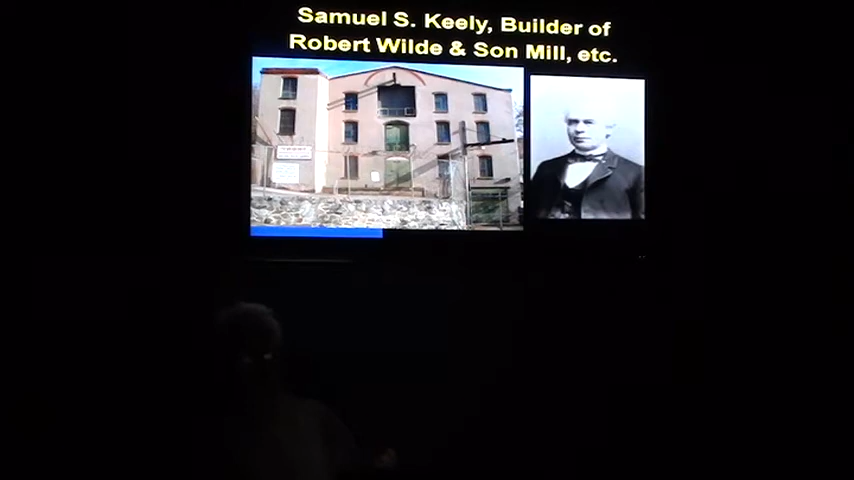 Samuel S. Keely, Builder of
Robert Wilde & Son Mill, etc.